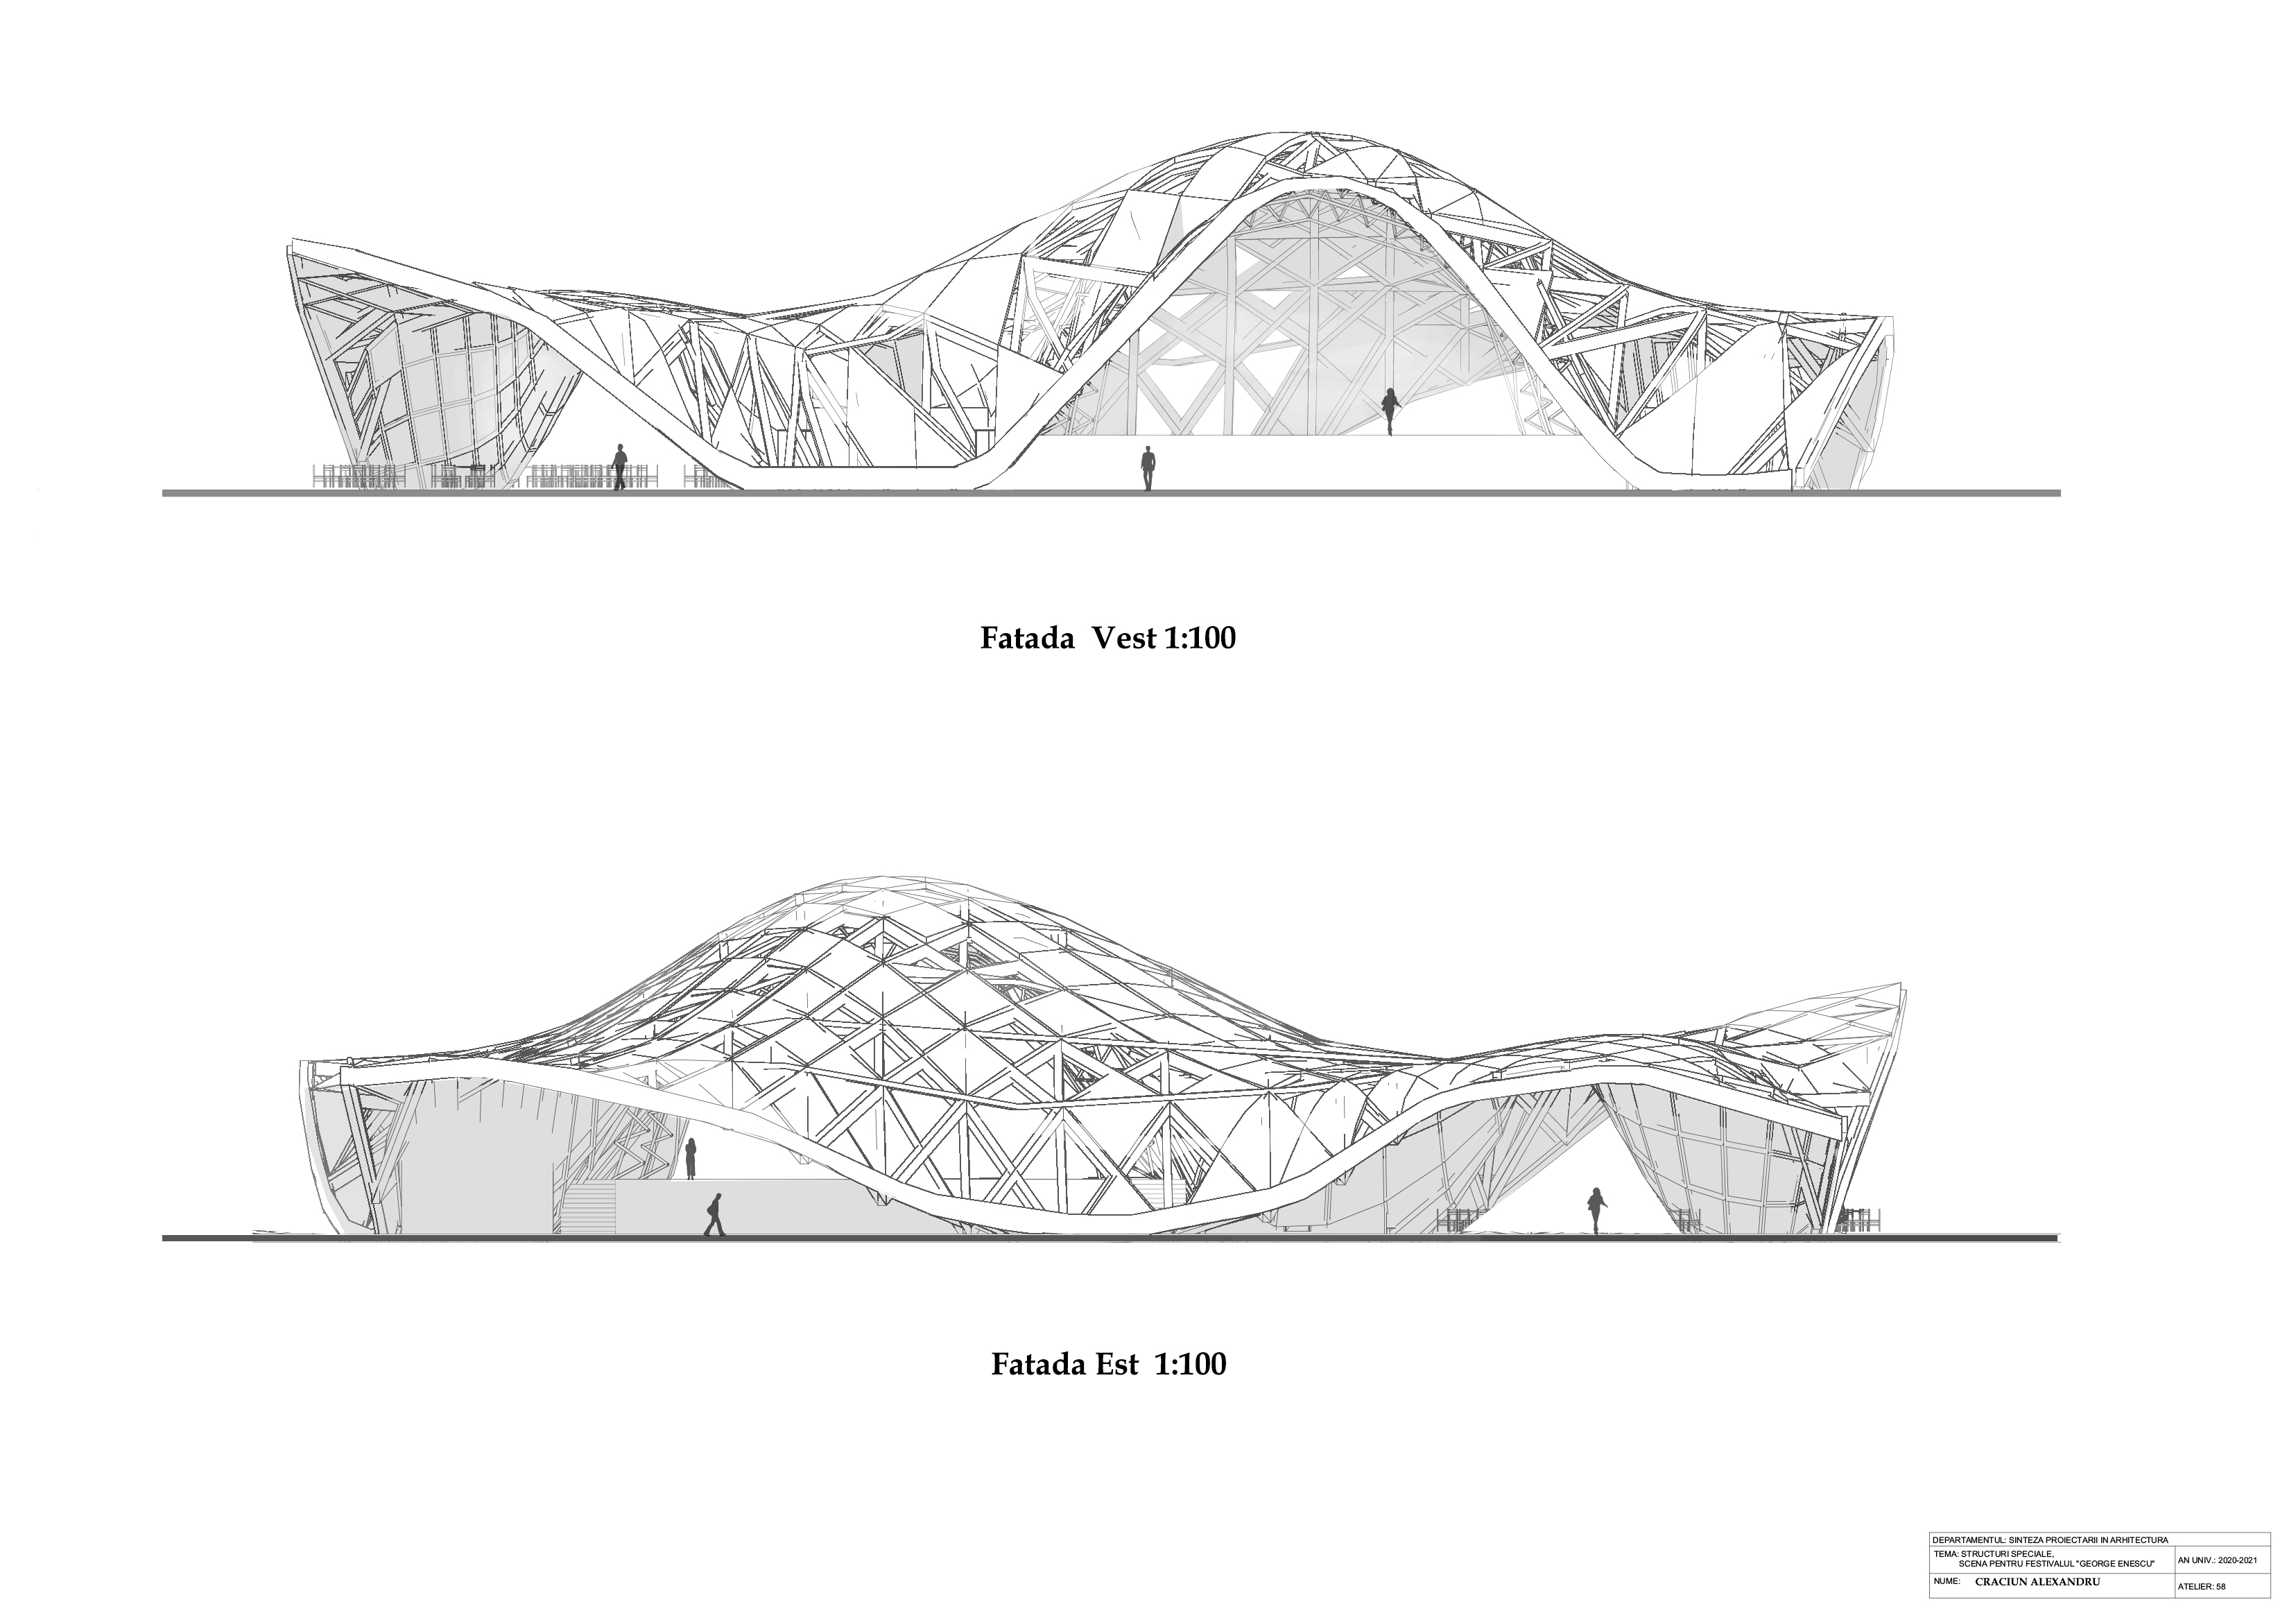 Fatada Vest 1:100
Fatada Est 1:100
DEPARTAMENTUL: SINTEZA PROIECTARII IN ARHITECTURA
TEMA: STRUCTURI SPECIALE,
SCENA PENTRU FESTIVALUL "GEORGE ENESCU"
AN UNIV.: 2020-2021
NUME: CRACIUN ALEXANDRU
ATELIER: 58